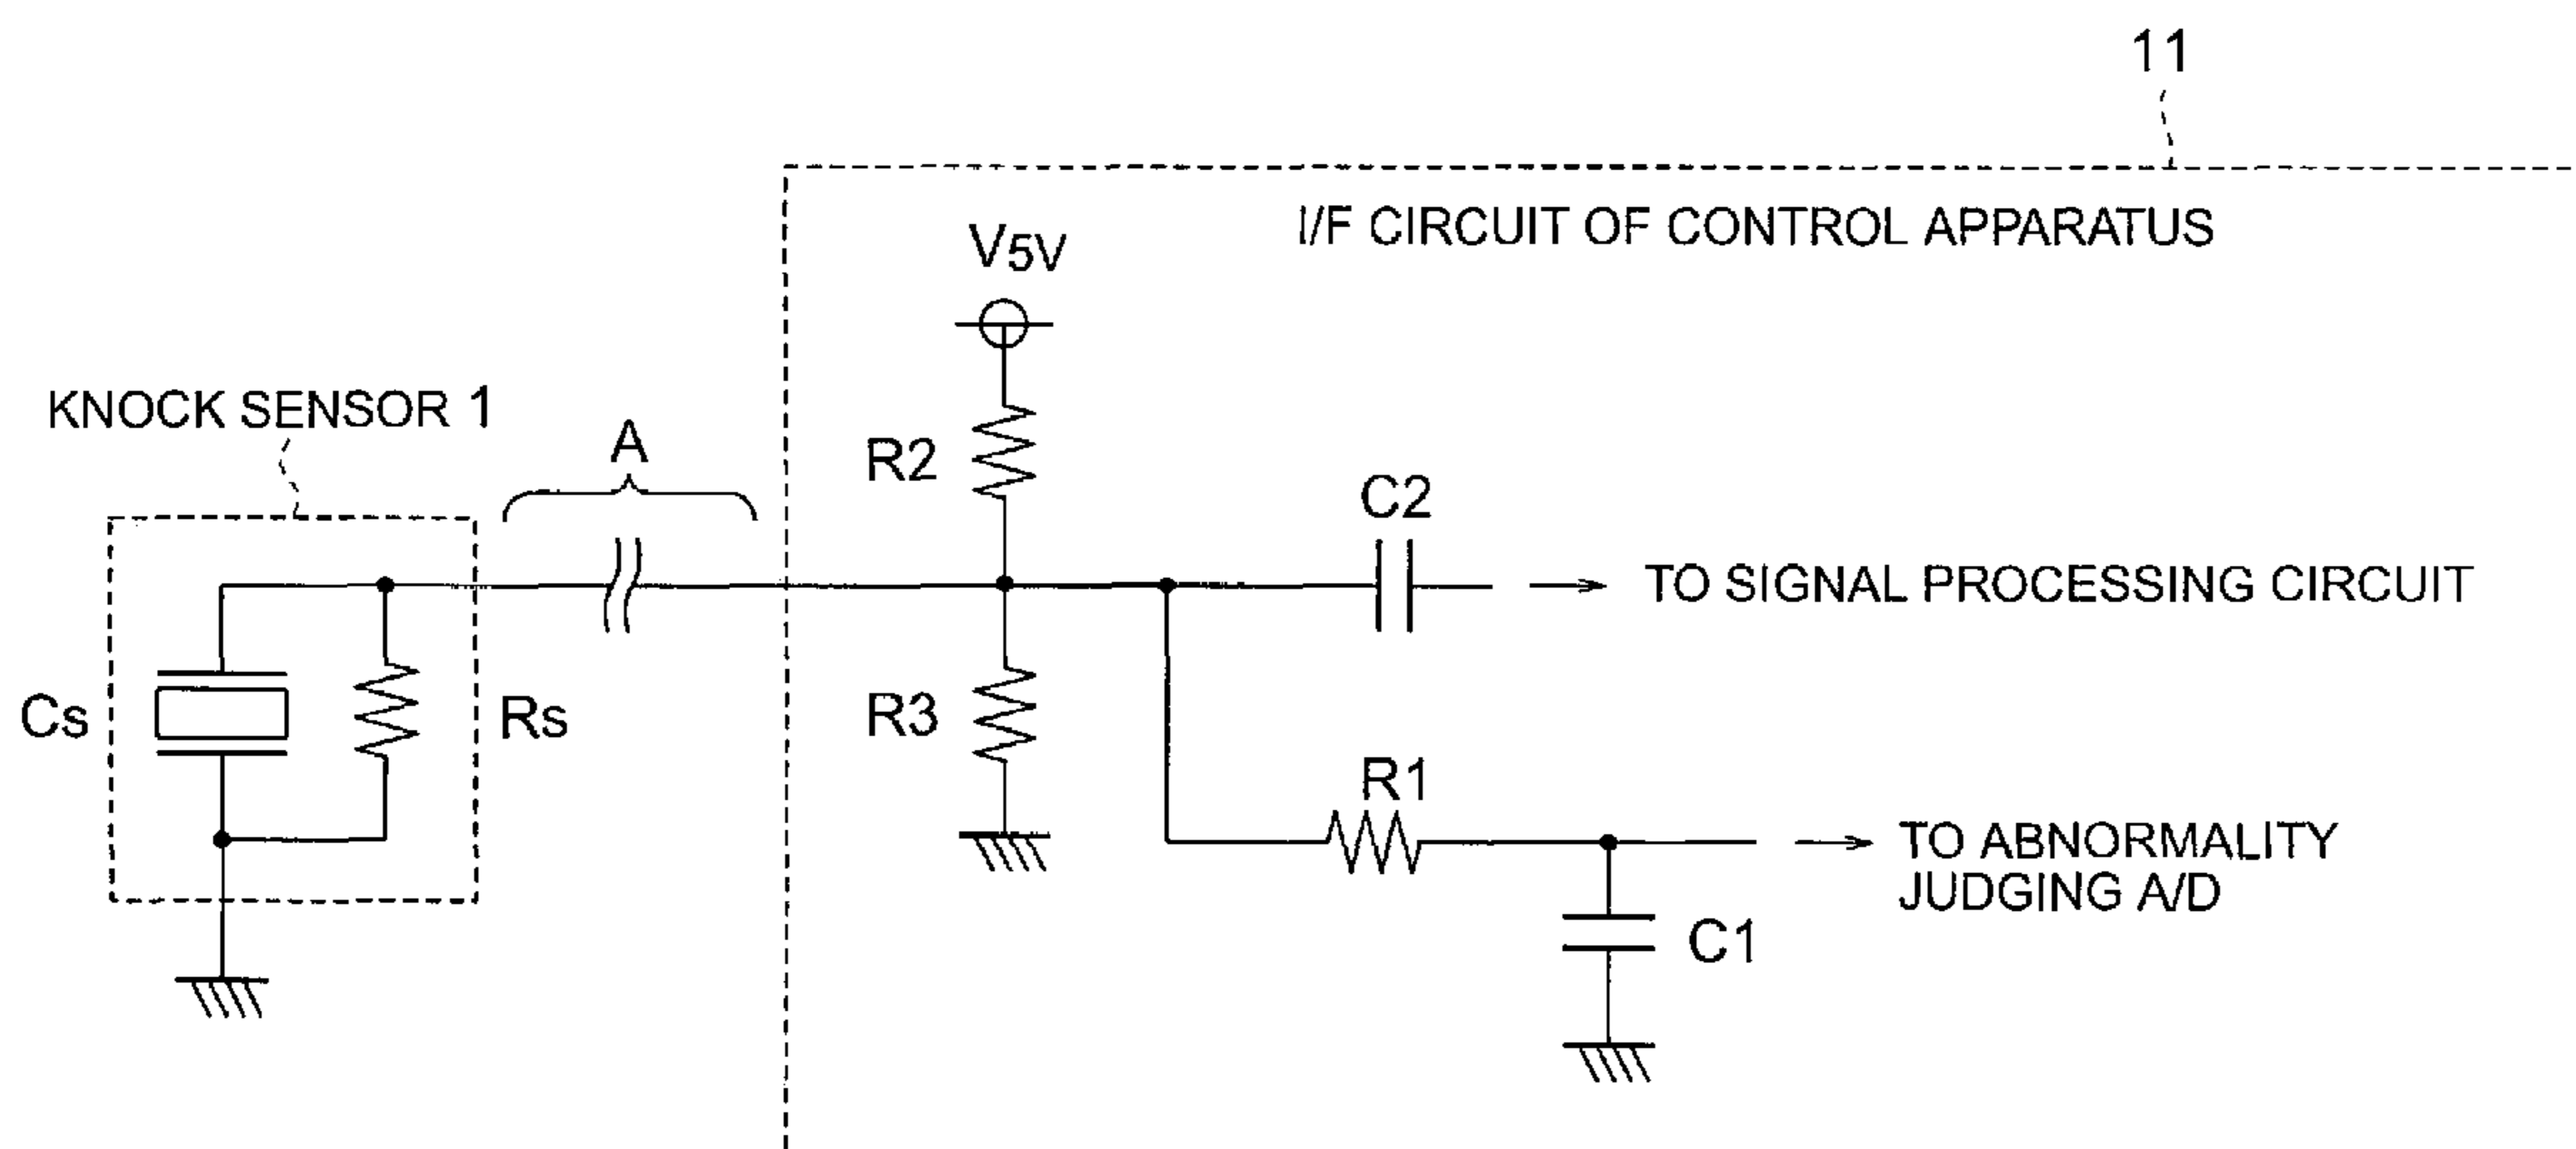 11
I/F CIRCUIT OF CONTROL APPARATUS
V5V
KNOCK SENSOR 1
A
R2
C2
TO SIGNAL PROCESSING CIRCUIT
Cs
Rs
R3
R1
TO ABNORMALITY
JUDGING A/D
C1